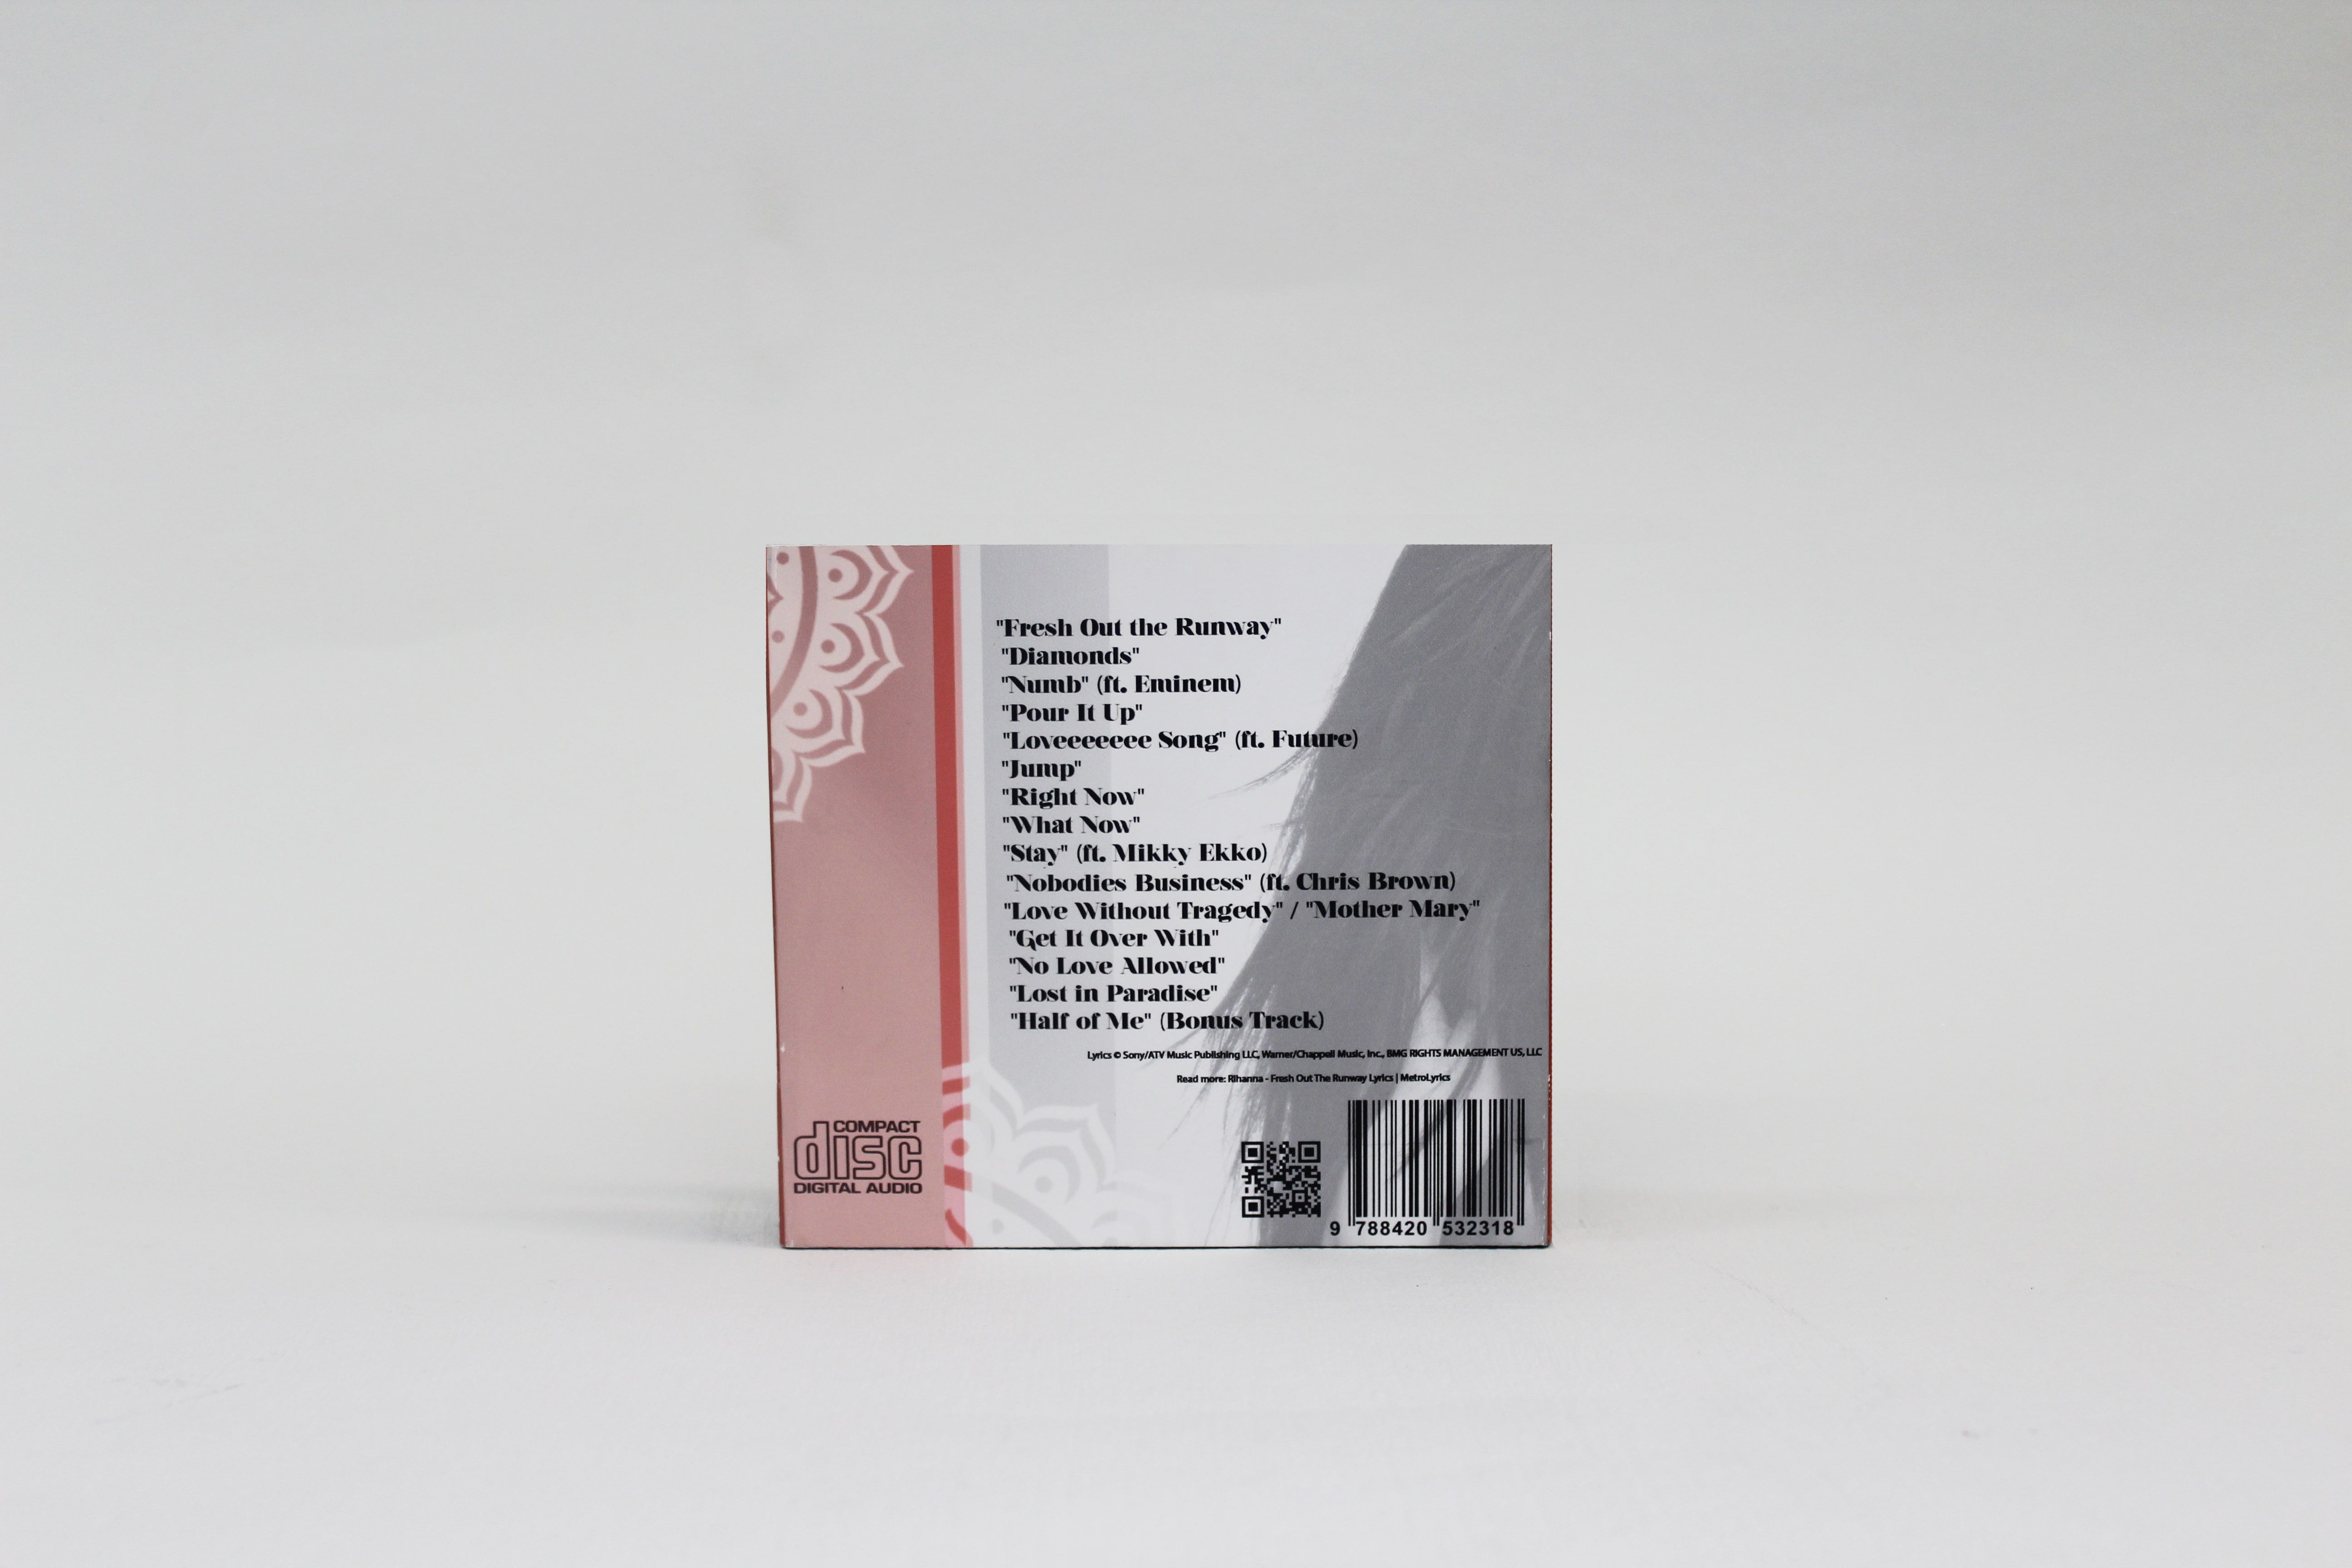 "Fresh Out the Runway"
"Diamonds"
"Numb" (ft. Eminem)
"Pour It Up"
"Loveeeeeee Song" (ft. Future)
"Jump"
"Right Now"
"What Now"
"Stay" (ft. Mikky Ekko)
"Nobodies Business" (ft. Chris Brown)
"Love Without Tragedy" / "Mother Mary"
"Get It Over With"
"No Love Allowed"
"Lost in Paradise"
"Half of Me" (Bonus Track)
Lyrics © Sony/ATV Music Publishing LLC, Warner/Chappell Music, Inc., BMG RIGHTS MANAGEMENT US, LLC
Read more: Rihanna - Fresh Out The Runway Lyrics | MetroLyrics
COMPACT
disc
DIGITAL AUDIO
9 788420 532318